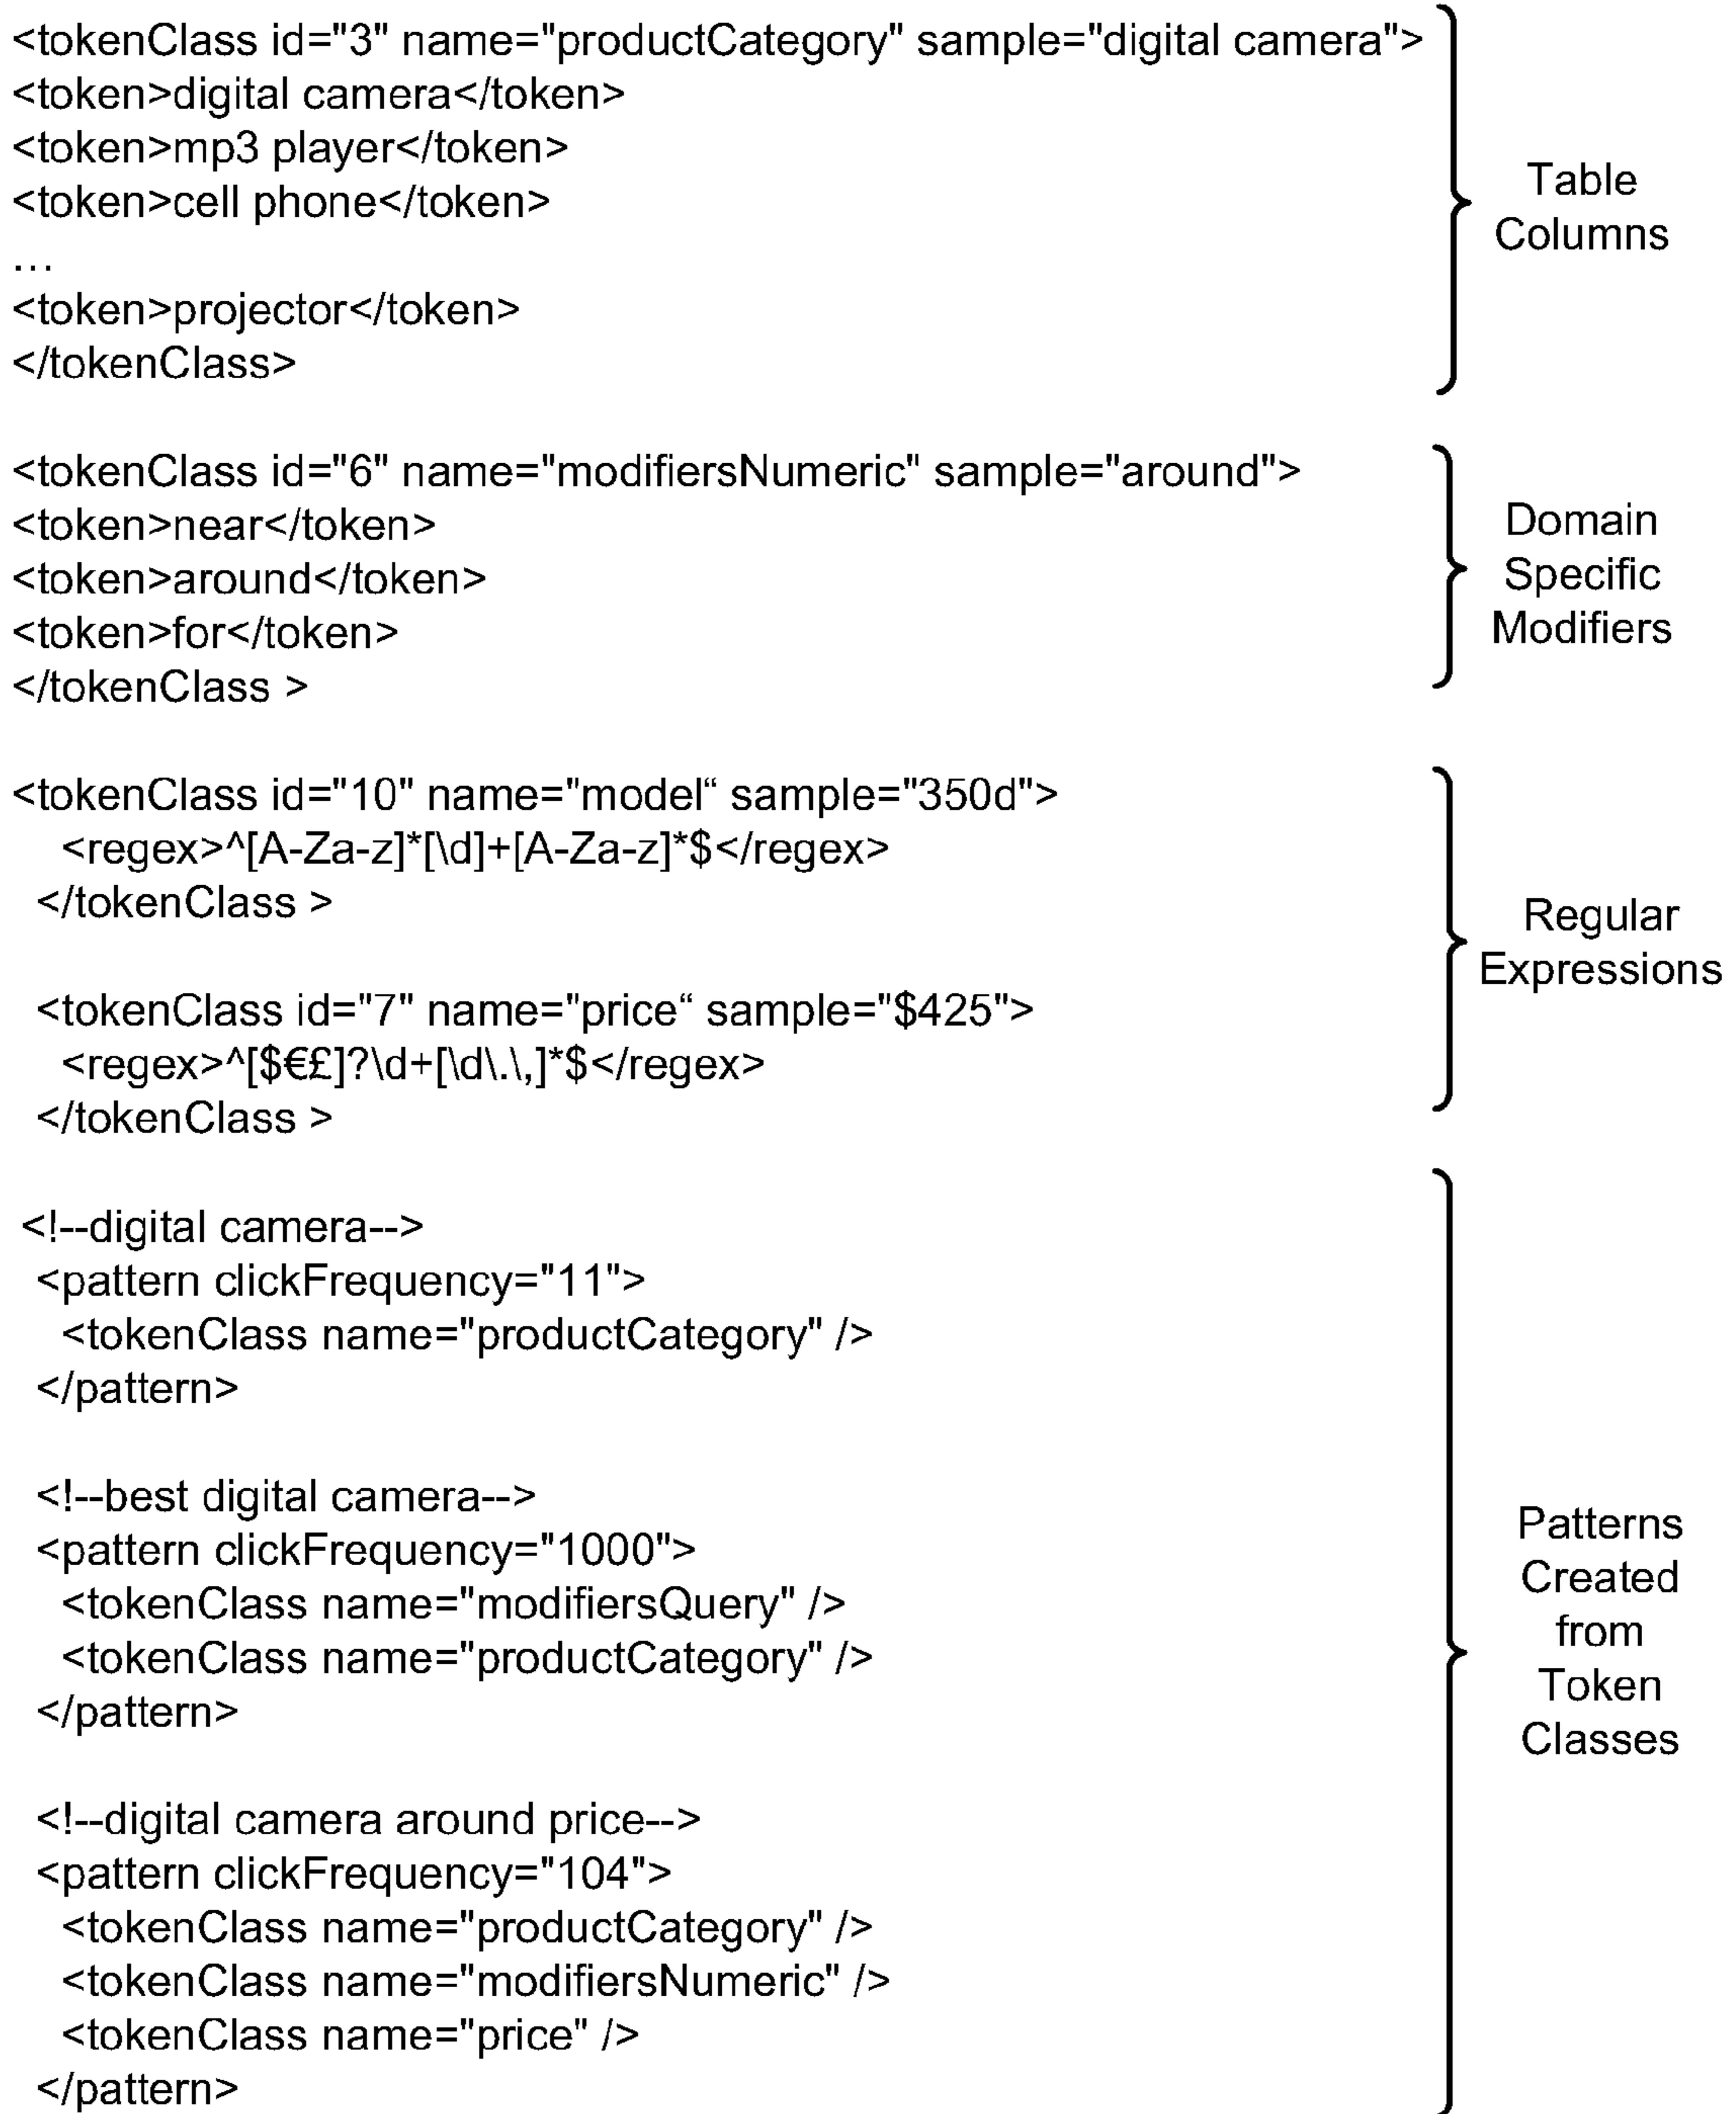 <tokenClass id="3" name="productCategory" sample="digital camera">
<token>digital camera</token>
<token>mp3 player</token>
<token>cell phone</token>
...
<token>projector</token>
</tokenClass>
Table
Columns
<tokenClass id="6" name="modifiersNumeric" sample="around">
<token>near</token>
<token>around</token>
<token>for</token>
</tokenClass >
Domain
Specific
Modifiers
<tokenClass id="10" name="model“ sample="350d">
<regex>^[A-Za-z]*[\d]+[A-Za-z]*$</regex>
</tokenClass >
<tokenClass id="7" name="price“ sample="$425">
<regex>^[$€£]?\d+[\d\.\,]*$</regex>
</tokenClass >
Regular
Expressions
<!--digital camera-->
<pattern clickFrequency="11">
<tokenClass name="productCategory" />
</pattern>
<!--best digital camera-->
<pattern clickFrequency="1000">
<tokenClass name="modifiersQuery" />
<tokenClass name="productCategory" />
</pattern>
<!--digital camera around price-->
<pattern clickFrequency="104">
<tokenClass name="productCategory" />
<tokenClass name="modifiersNumeric" />
<tokenClass name="price" />
</pattern>
Patterns
Created
from
Token
Classes